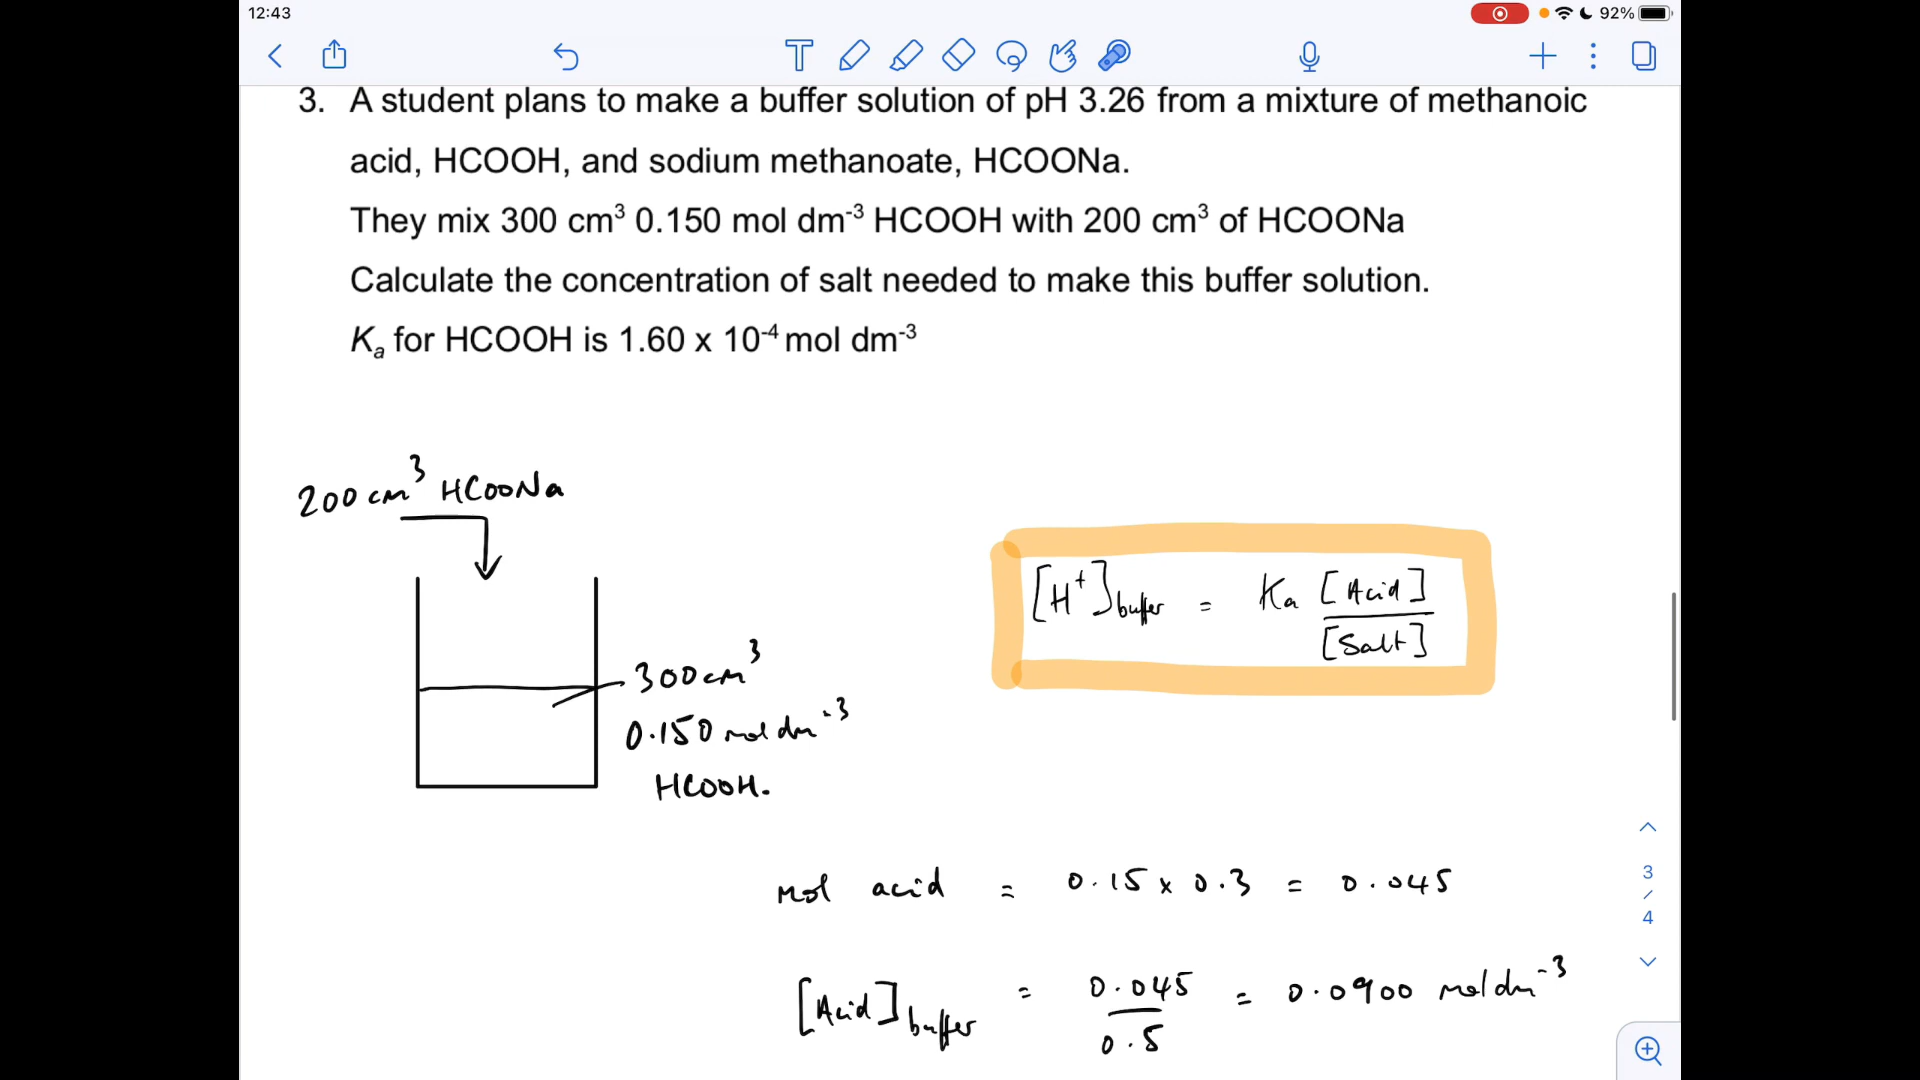 12:43
92%
3. A student plans to make a buffer solution of pH 3.26 from a mixture of methanoic
acid, HCOOH, and sodium methanoate, HCOONa.
They mix 300 cm³ 0.150 mol dm⁻³ HCOOH with 200 cm³ of HCOONa
Calculate the concentration of salt needed to make this buffer solution.
Kₐ for HCOOH is 1.60 x 10⁻⁴ mol dm⁻³
200 cm³ HCOONa
[H⁺]buffer = Ka [Acid]
[Salt]
300 cm³
0.150 mol dm⁻³
HCOOH.
mol acid = 0.15 x 0.3 = 0.045
[Acid]buffer = 0.045 = 0.0900 mol dm⁻³
0.5
3
/
4